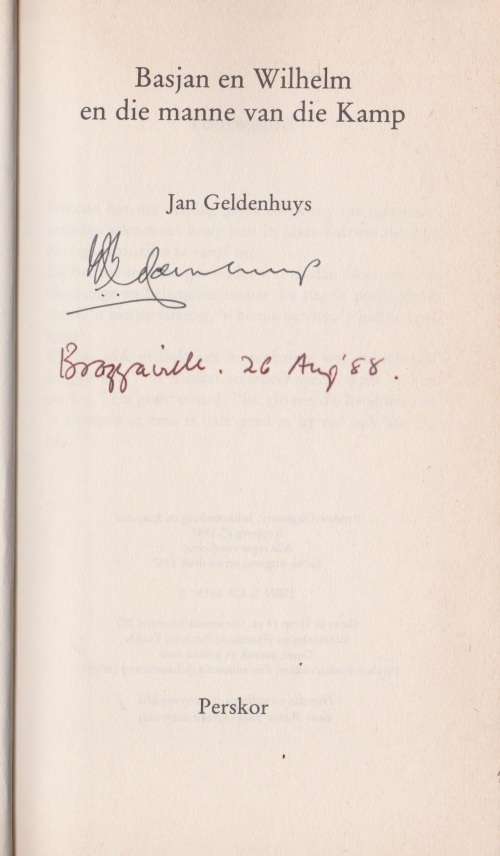 Basjan en Wilhelm
en die manne van die Kamp
Jan Geldenhuys
Brazzaville. 26 Aug '88.
Perskor